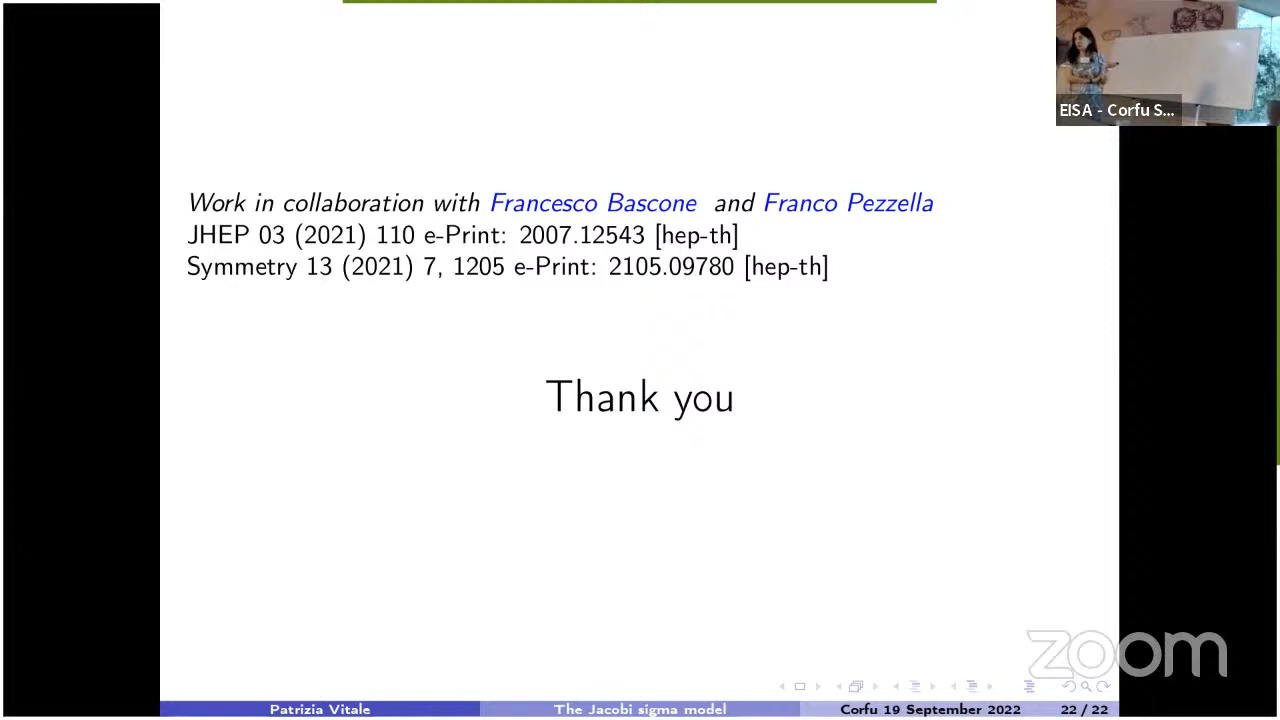 EISA - Corfu S...
Work in collaboration with Francesco Bascone and Franco Pezzella
JHEP 03 (2021) 110 e-Print: 2007.12543 [hep-th]
Symmetry 13 (2021) 7, 1205 e-Print: 2105.09780 [hep-th]
Thank you
zoom
Patrizia Vitale The Jacobi sigma model Corfu 19 September 2022 22 / 22